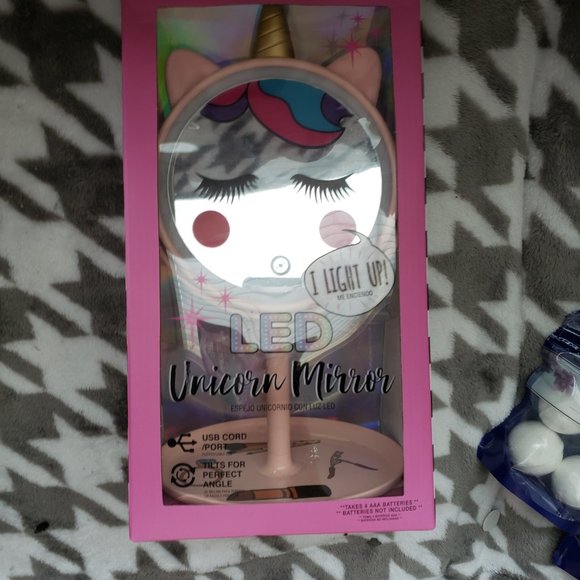 I LIGHT UP!
ME ENCIENDO
LED
Unicorn Mirror
ESPEJO UNICORNIO CON LUZ LED
USB CORD
/PORT
TILTS FOR
PERFECT
ANGLE
**TAKES 4 AAA BATTERIES**
**BATTERIES NOT INCLUDED**